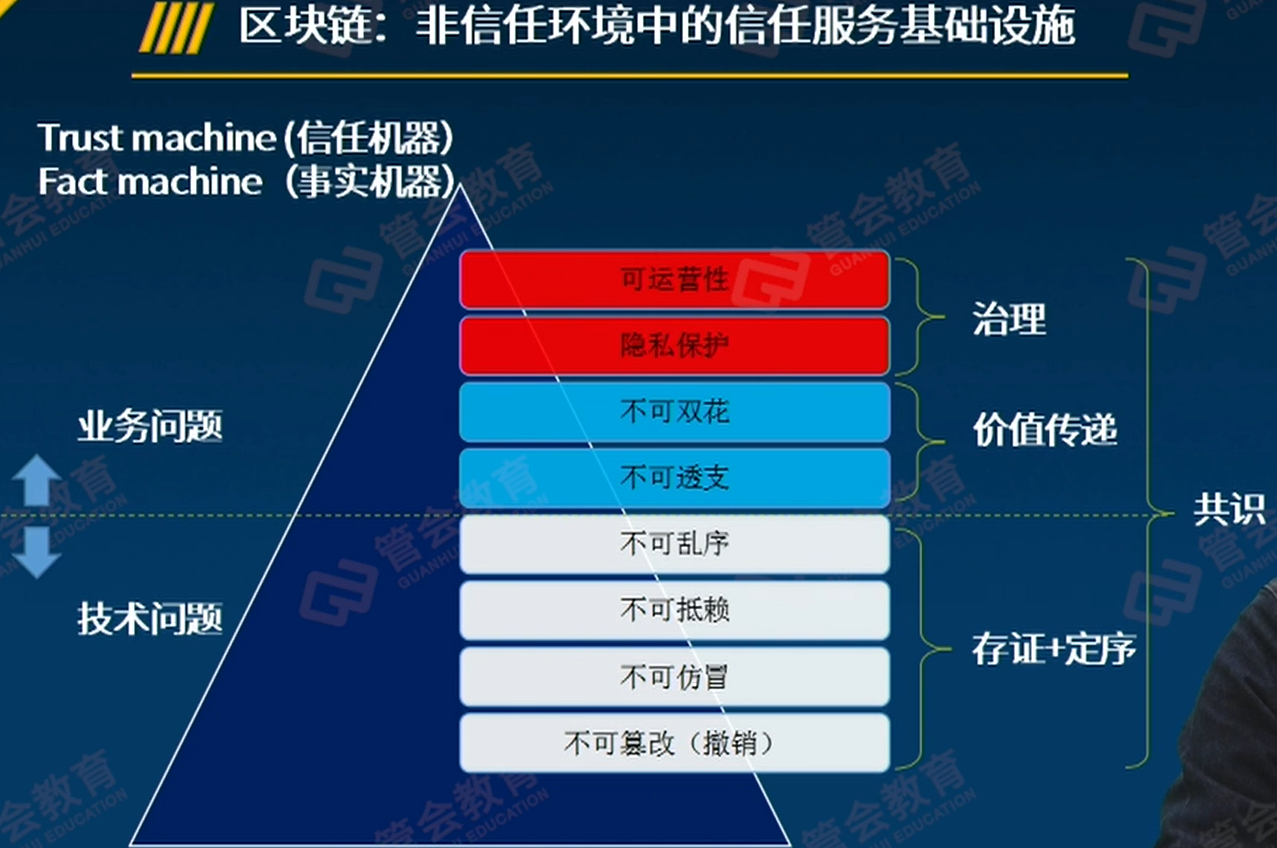 区块链：非信任环境中的信任服务基础设施
Trust machine (信任机器)
Fact machine（事实机器）
可运营性
隐私保护
治理
不可双花
不可透支
价值传递
业务问题
共识
不可乱序
不可抵赖
不可仿冒
不可篡改（撤销）
技术问题
存证+定序
管会教育
GUANHUI EDUCATION